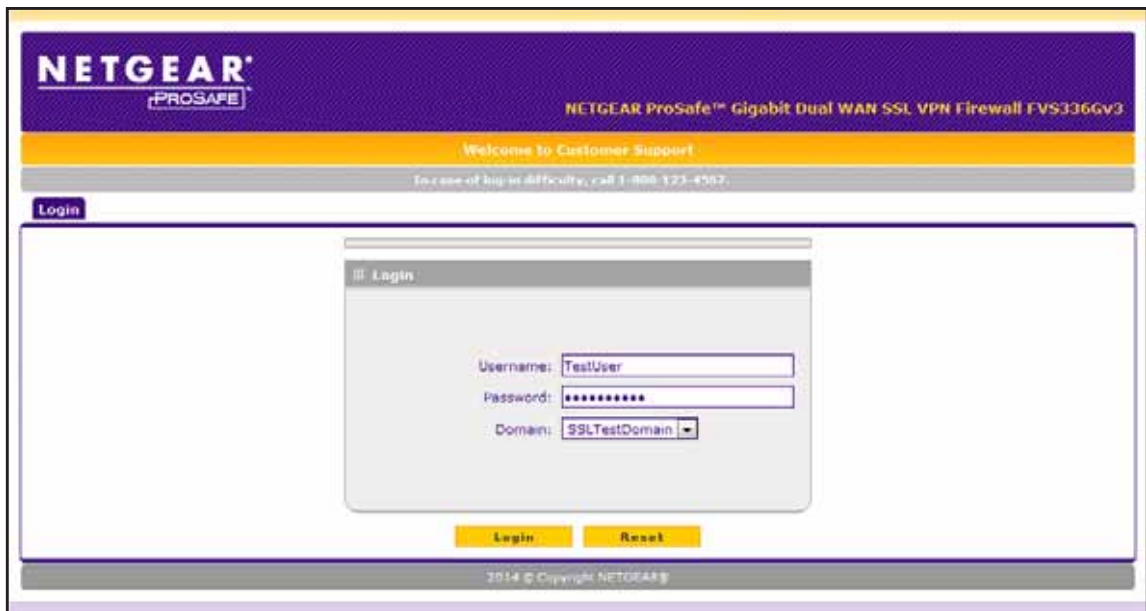 NETGEAR®
PROSAFE
NETGEAR ProSafe™ Gigabit Dual WAN SSL VPN Firewall FVS336Gv3
Welcome to Customer Support
In case of log-in difficulty, call 1-800-123-4567.
Login
Login
Username: TestUser
Password: ••••••••••
Domain: SSLTestDomain
Login Reset
2014 © Copyright NETGEAR®